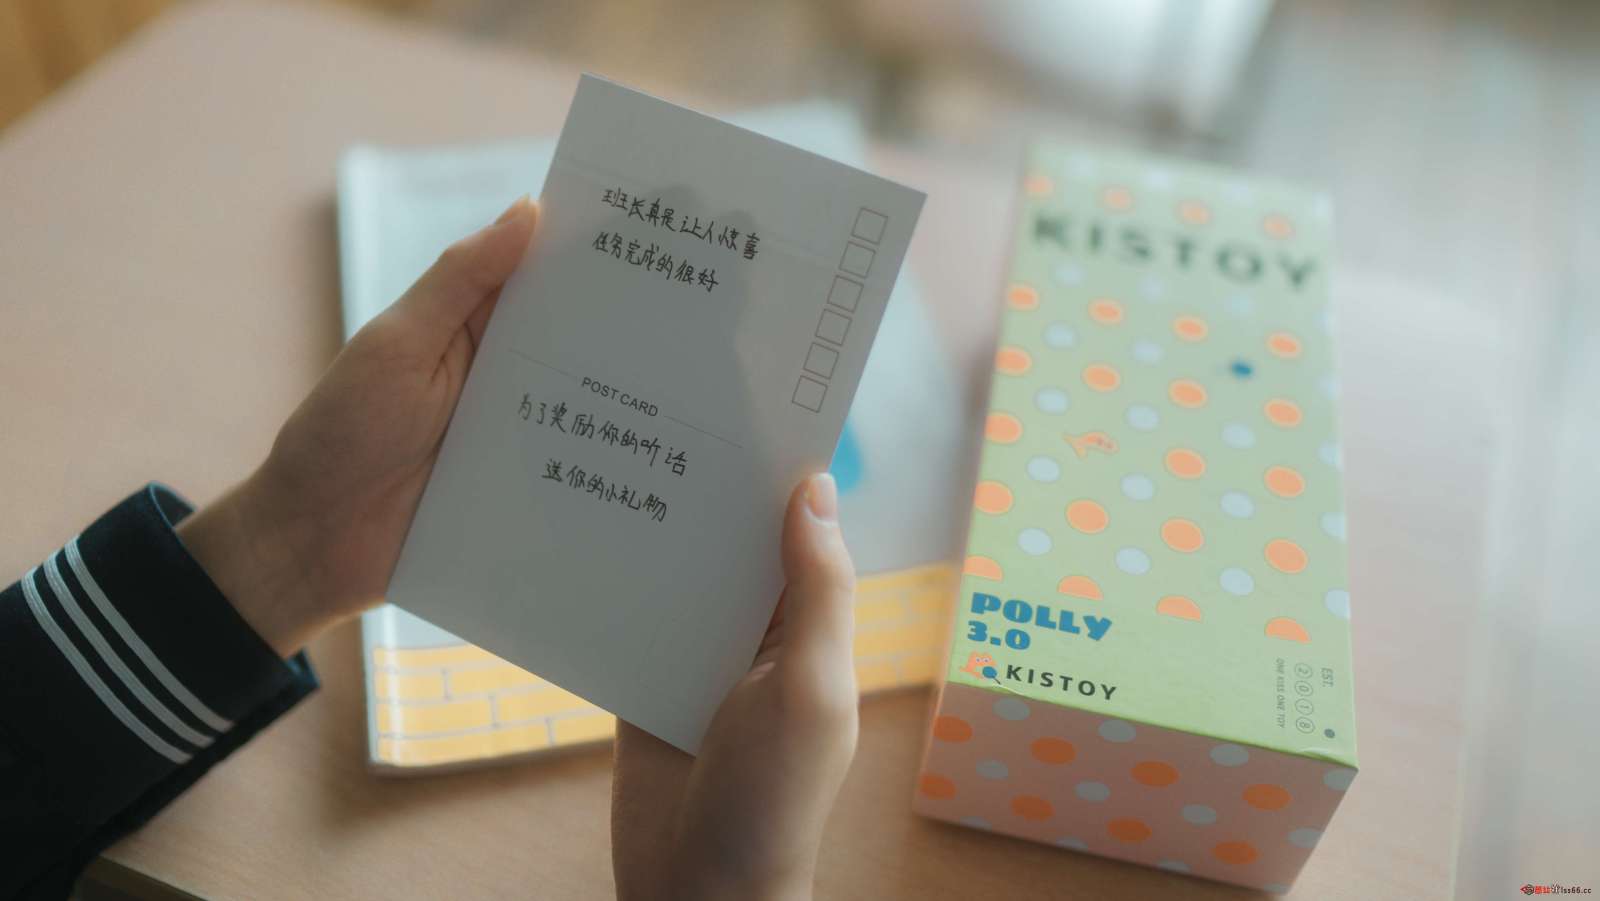 班长真是让人惊喜
任务完成的很好
POST CARD
为了奖励你的听话
送你的小礼物
KISTOY
POLLY
3.0
KISTOY
EST.
2018
ONE KISS ONE TOY